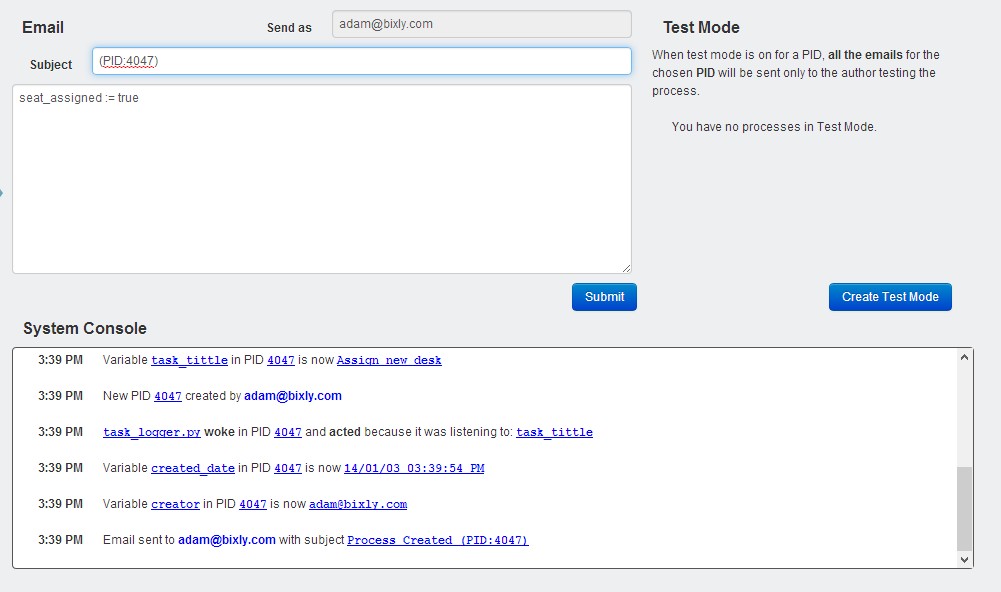 Email
Send as adam@bixly.com
Subject (PID:4047)
seat_assigned := true
Submit
Test Mode
When test mode is on for a PID, all the emails for the
chosen PID will be sent only to the author testing the
process.
You have no processes in Test Mode.
Create Test Mode
System Console
3:39 PM Variable task_tittle in PID 4047 is now Assign new desk
3:39 PM New PID 4047 created by adam@bixly.com
3:39 PM task_logger.py woke in PID 4047 and acted because it was listening to: task_tittle
3:39 PM Variable created_date in PID 4047 is now 14/01/03 03:39:54 PM
3:39 PM Variable creator in PID 4047 is now adam@bixly.com
3:39 PM Email sent to adam@bixly.com with subject Process Created (PID:4047)